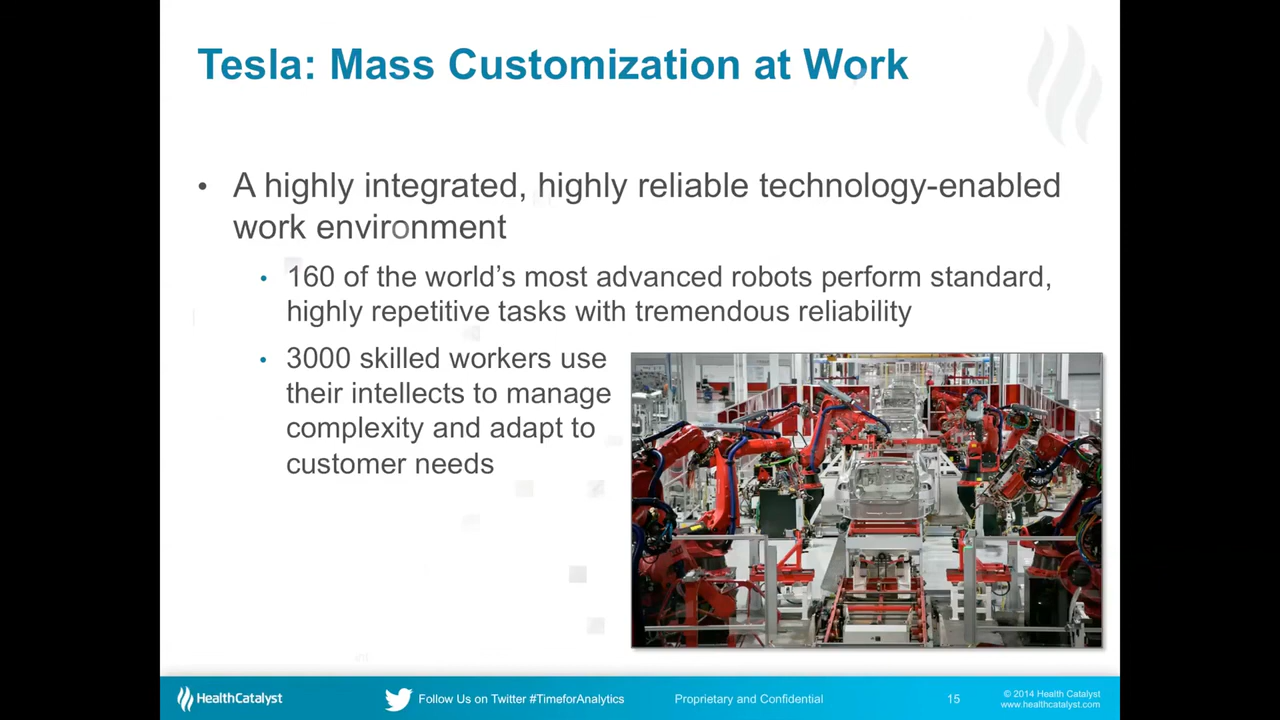 Tesla: Mass Customization at Work
• A highly integrated, highly reliable technology-enabled
work environment
• 160 of the world’s most advanced robots perform standard,
highly repetitive tasks with tremendous reliability
• 3000 skilled workers use
their intellects to manage
complexity and adapt to
customer needs
HealthCatalyst
Follow Us on Twitter #TimeforAnalytics
Proprietary and Confidential
15
© 2014 Health Catalyst
www.healthcatalyst.com